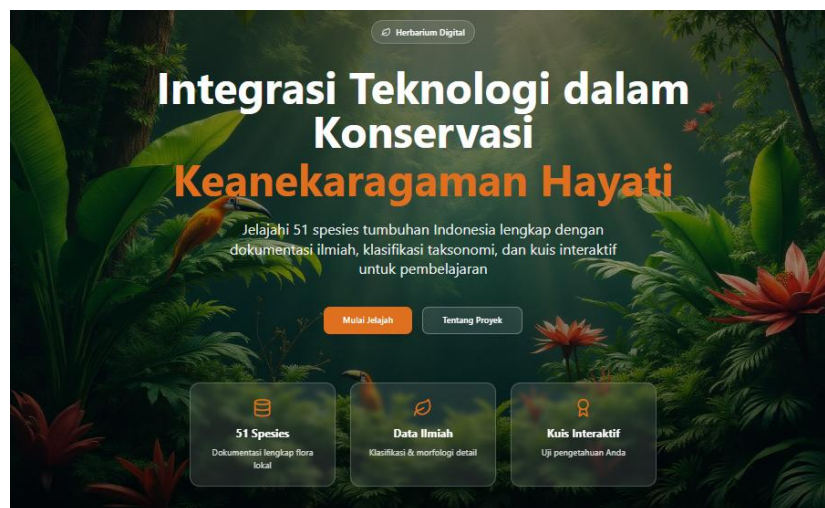 Herbarium Digital
Integrasi Teknologi dalam
Konservasi
Keanekaragaman Hayati
Jelajahi 51 spesies tumbuhan Indonesia lengkap dengan
dokumentasi ilmiah, klasifikasi taksonomi, dan kuis interaktif
untuk pembelajaran
Mulai Jelajah
Tentang Proyek
51 Spesies
Dokumentasi lengkap flora
lokal
Data Ilmiah
Klasifikasi & morfologi detail
Kuis Interaktif
Uji pengetahuan Anda